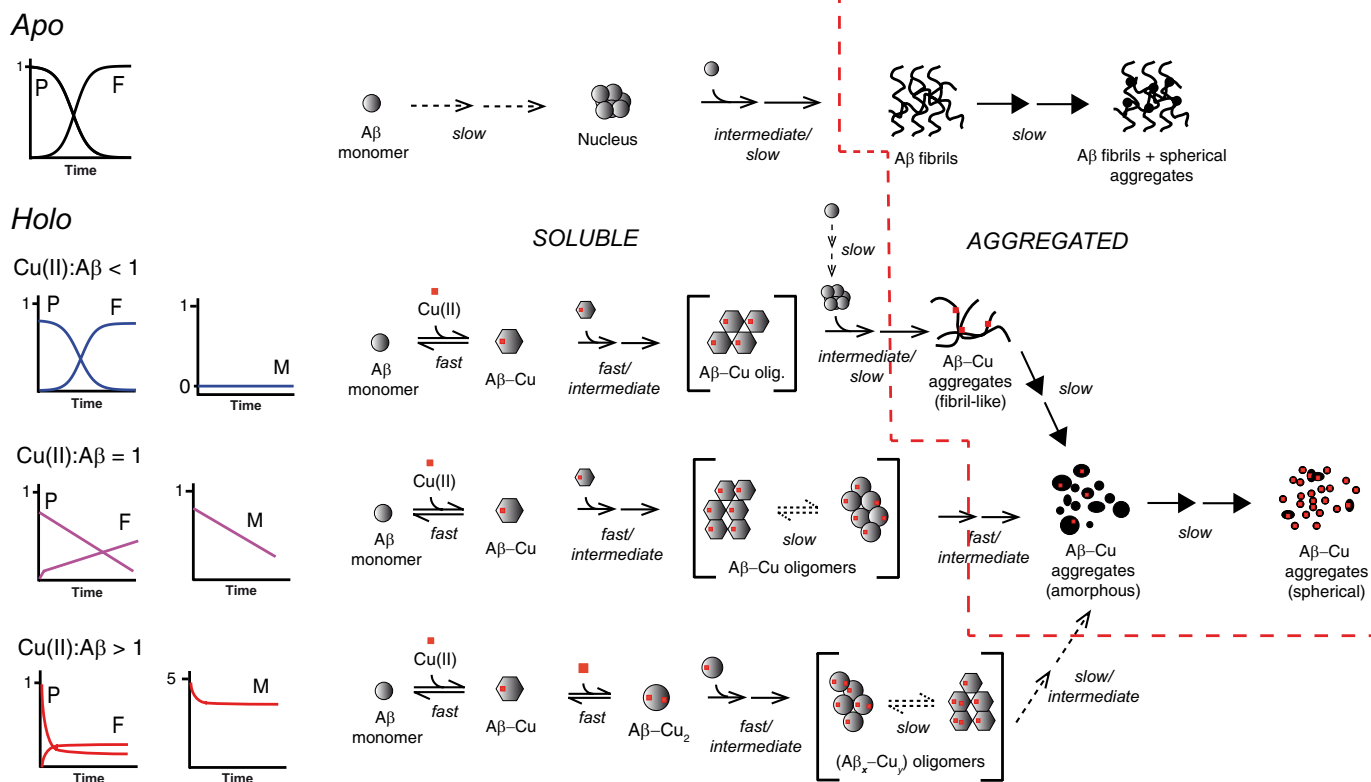 Apo
1
P
F
Time
Aβ
monomer
slow
Nucleus
intermediate/
slow
Aβ fibrils
slow
Aβ fibrils + spherical
aggregates
Holo
SOLUBLE
AGGREGATED
slow
Cu(II):Aβ < 1
1
P
F
Time
1
0
M
Time
Aβ
monomer
Cu(II)
fast
Aβ–Cu
fast/
intermediate
Aβ–Cu olig.
intermediate/
slow
Aβ–Cu
aggregates
(fibril-like)
slow
Cu(II):Aβ = 1
1
P
F
Time
1
M
Time
Aβ
monomer
Cu(II)
fast
Aβ–Cu
fast/
intermediate
slow
Aβ–Cu oligomers
fast/
intermediate
Aβ–Cu
aggregates
(amorphous)
slow
Aβ–Cu
aggregates
(spherical)
Cu(II):Aβ > 1
1
P
F
Time
5
M
Time
Aβ
monomer
Cu(II)
fast
Aβ–Cu
fast
Aβ–Cu₂
fast/
intermediate
slow
(Aβₓ–Cuᵧ) oligomers
slow/
intermediate